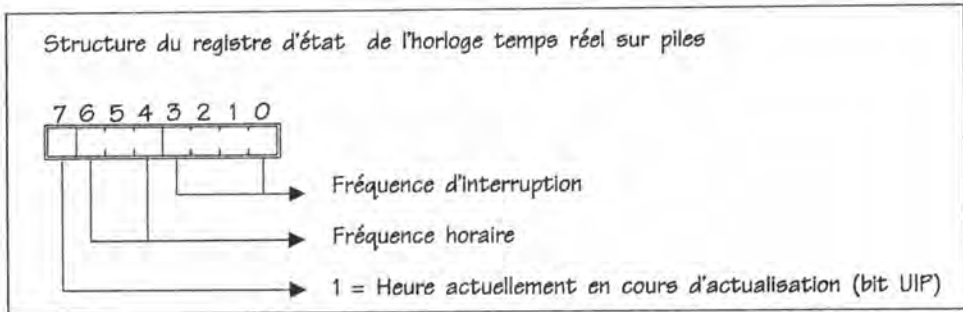 Structure du registre d'état de l'horloge temps réel sur piles
7 6 5 4 3 2 1 0
Fréquence d'interruption
Fréquence horaire
1 = Heure actuellement en cours d'actualisation (bit UIP)